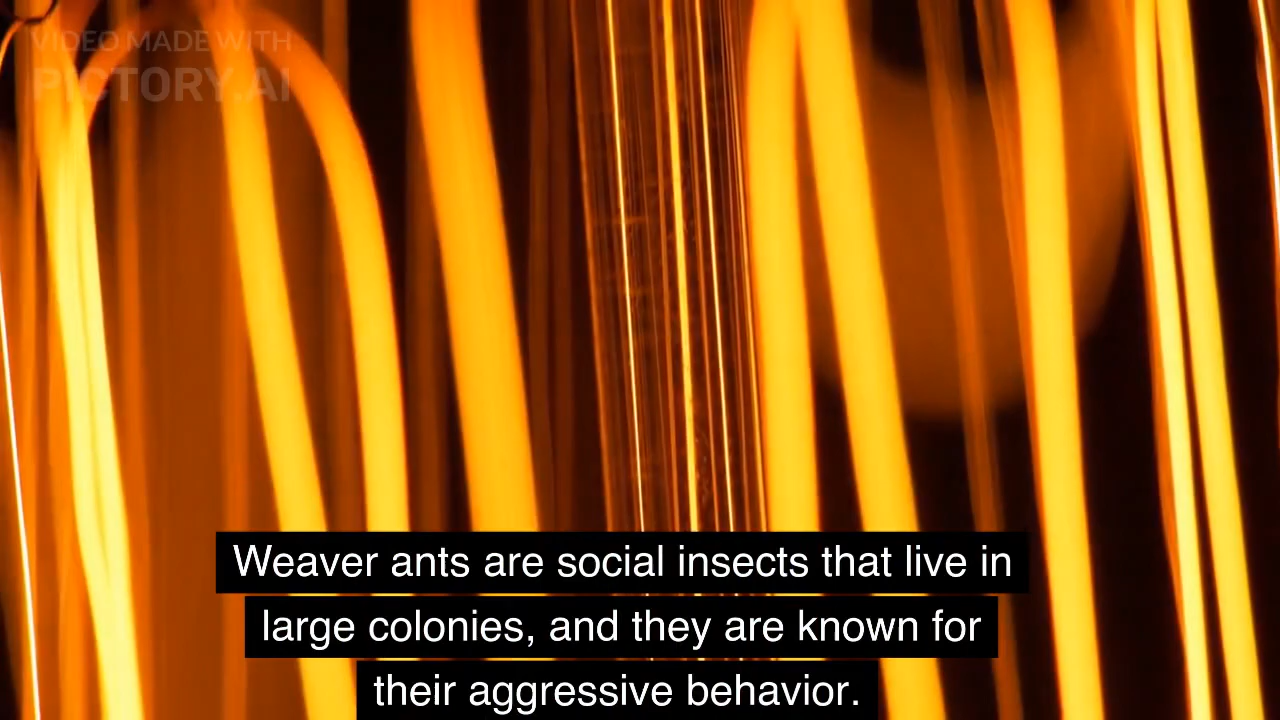 VIDEO MADE WITH
PICTORY.AI
Weaver ants are social insects that live in
large colonies, and they are known for
their aggressive behavior.